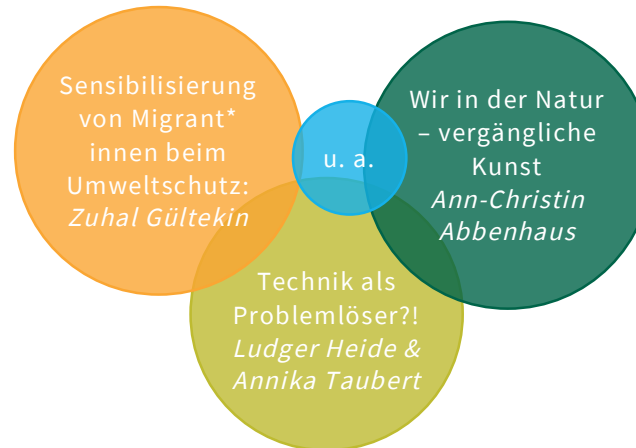 Sensibilisierung
von Migrant*
innen beim
Umweltschutz:
Zuhal Gültekin
u. a.
Wir in der Natur
– vergängliche
Kunst
Ann-Christin
Abbenhaus
Technik als
Problemlöser?!
Ludger Heide &
Annika Taubert